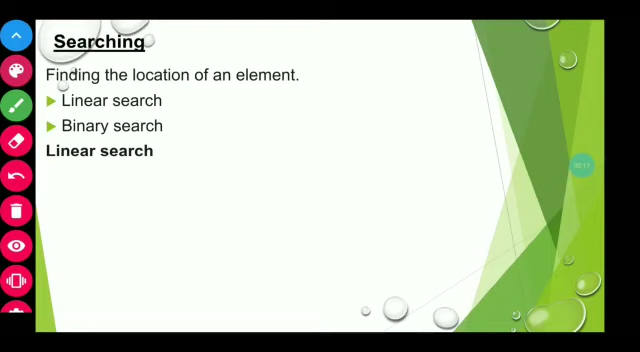 Searching
Finding the location of an element.
Linear search
Binary search
Linear search